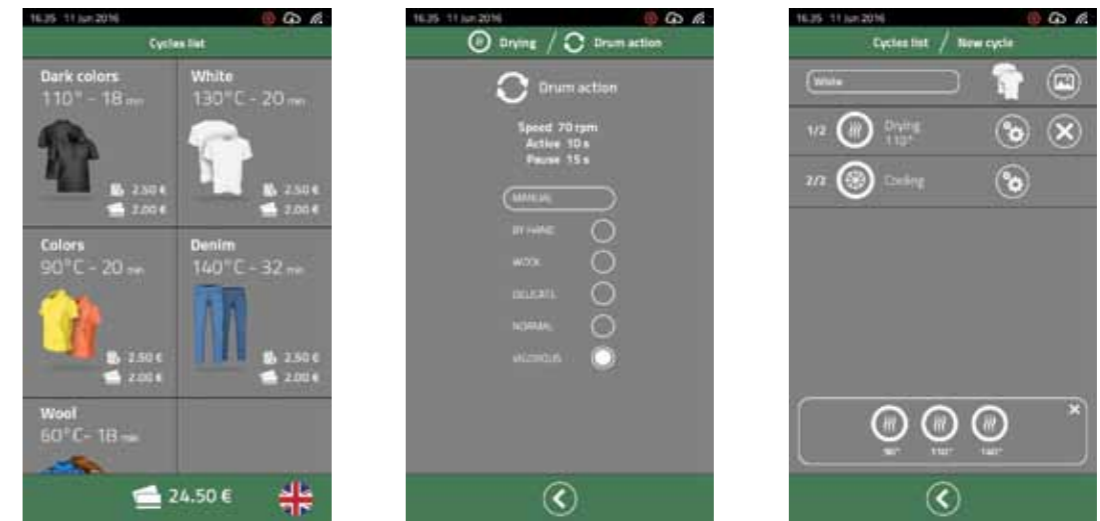 16.35 11 Jun 2016
Cycles list
Dark colors
110° - 18 min
2.50 €
2.00 €
White
130°C - 20 min
2.50 €
2.00 €
Colors
90°C - 20 min
2.50 €
2.00 €
Denim
140°C - 32 min
2.50 €
2.00 €
Wool
60°C- 18 min
24.50 €
16.35 11 Jun 2016
Drying / Drum action
Drum action
Speed 70 rpm
Active 10 s
Pause 15 s
MANUAL
BY HAND
WOOL
DELICATE
NORMAL
VIGOROUS
16.35 11 Jun 2016
Cycles list / New cycle
White
1/2 Drying
110°
2/2 Cooling
90° 110° 140°